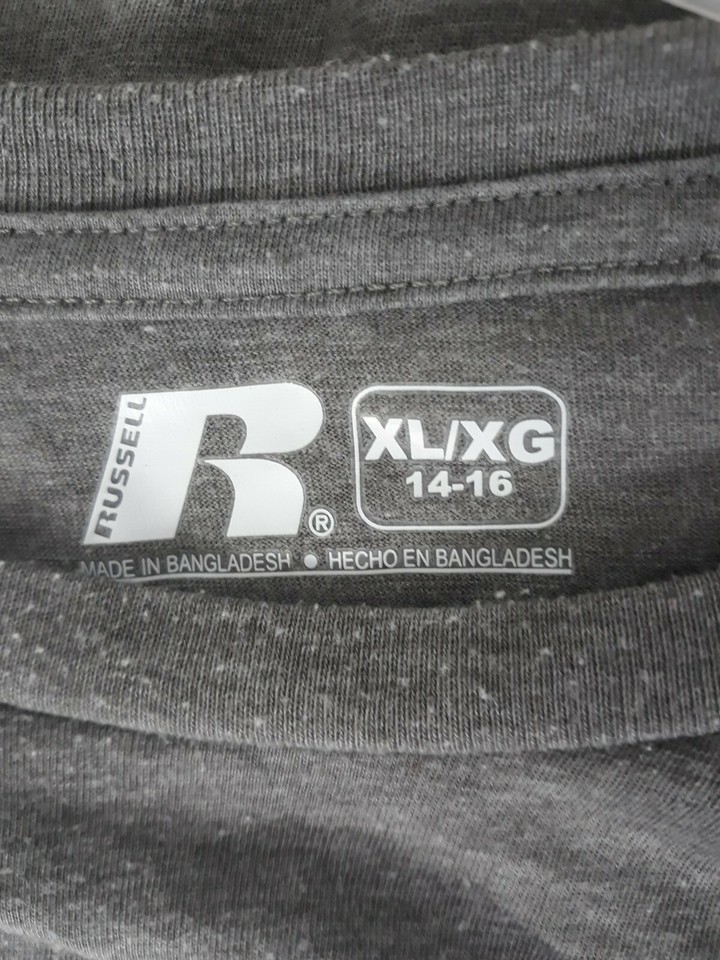 RUSSELL
R®
XL/XG
14-16
MADE IN BANGLADESH • HECHO EN BANGLADESH